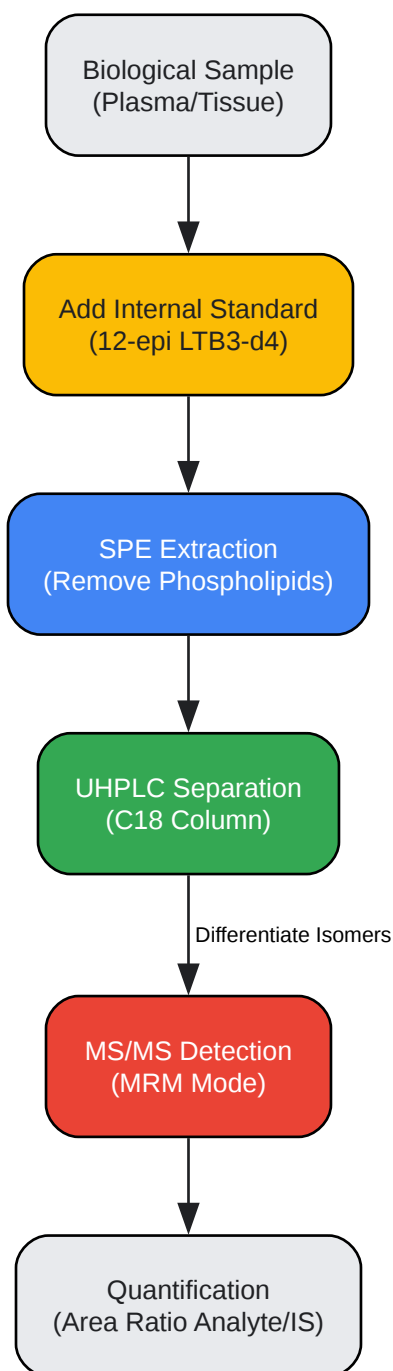 Biological Sample
(Plasma/Tissue)
Add Internal Standard
(12-epi LTB3-d4)
SPE Extraction
(Remove Phospholipids)
UHPLC Separation
(C18 Column)
Differentiate Isomers
MS/MS Detection
(MRM Mode)
Quantification
(Area Ratio Analyte/IS)